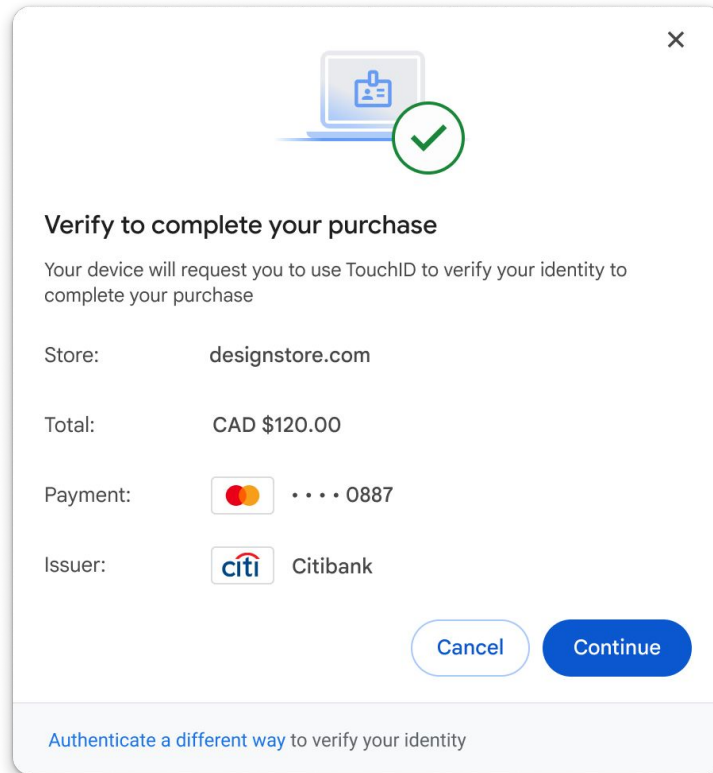 Verify to complete your purchase
Your device will request you to use TouchID to verify your identity to
complete your purchase
Store: designstore.com
Total: CAD $120.00
Payment: • • • • 0887
Issuer: citi Citibank
Cancel Continue
Authenticate a different way to verify your identity